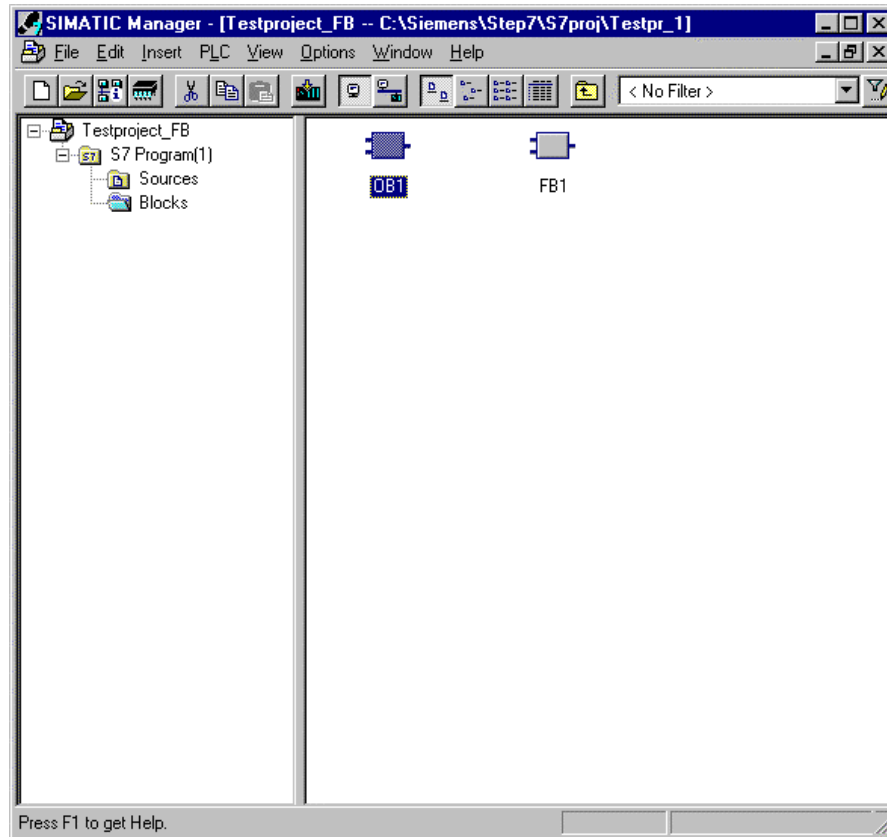 SIMATIC Manager - [Testproject_FB -- C:\Siemens\Step7\S7proj\Testpr_1]
File Edit Insert PLC View Options Window Help
< No Filter >
Testproject_FB
S7 Program(1)
Sources
Blocks
OB1
FB1
Press F1 to get Help.